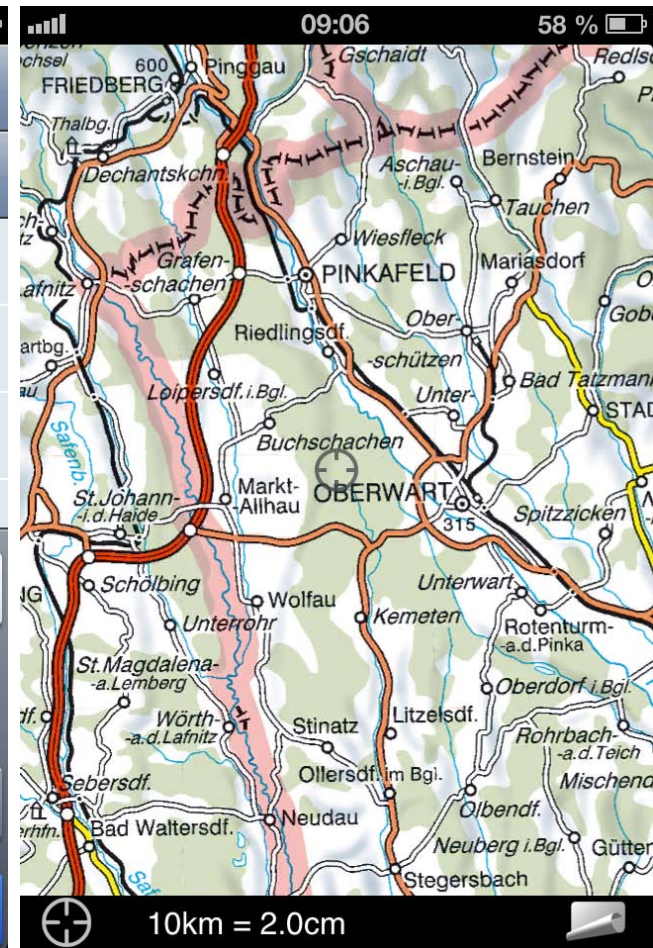 09:06
58 %
Gschaidt
Redlsc
600
Pinggau
FRIEDBERG
Thalbg.
Dechantskchn.
Aschau-
-i.Bgl.
Bernstein
Tauchen
Wiesfleck
Grafen-
-schachen
PINKAFELD
Mariasdorf
Lafnitz
Riedlingsdf.
Ober-
-schützen
Gobe
artbg.
Loipersdf.i.Bgl.
Unter-
Bad Tatzmann
STAD
Buchschachen
Safenb.
St.Johann-
-i.d.Haide
Markt-
-Allhau
OBERWART
315
Spitzzicken
Schölbing
Unterwart
Wolfau
Unterrohr
Kemeten
Rotenturm-
-a.d.Pinka
St.Magdalena-
-a.Lemberg
Oberdorf i.Bgl.
Wörth-
-a.d.Lafnitz
Stinatz
Litzelsdf.
Rohrbach-
-a.d.Teich
Ollersdf.im Bgl.
Mischend
Sebersdf.
Olbendf.
Bad Waltersdf.
Neudau
Neuberg i.Bgl.
Gütten
Stegersbach
10km = 2.0cm